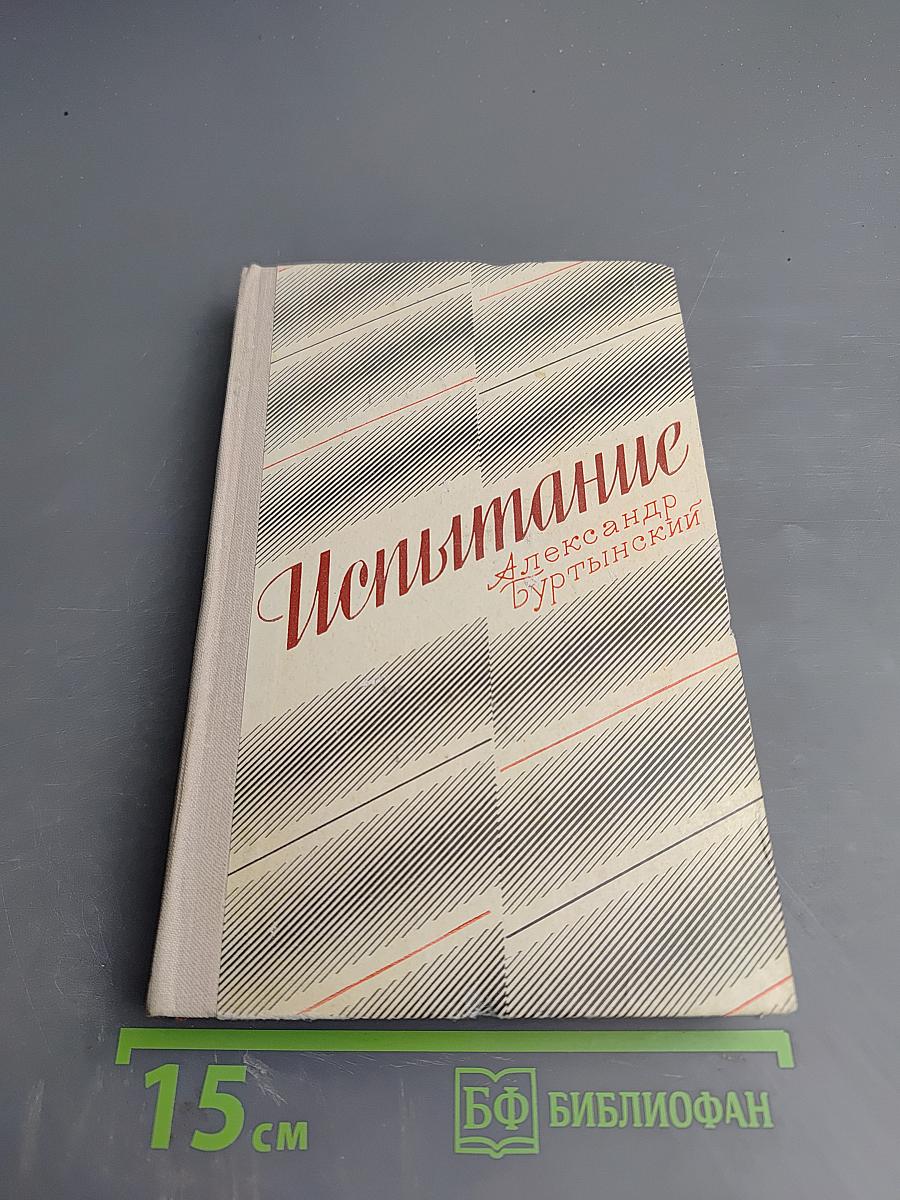 Испытание
Александр
Буртынский
15 см
БФ БИБЛИОФАН